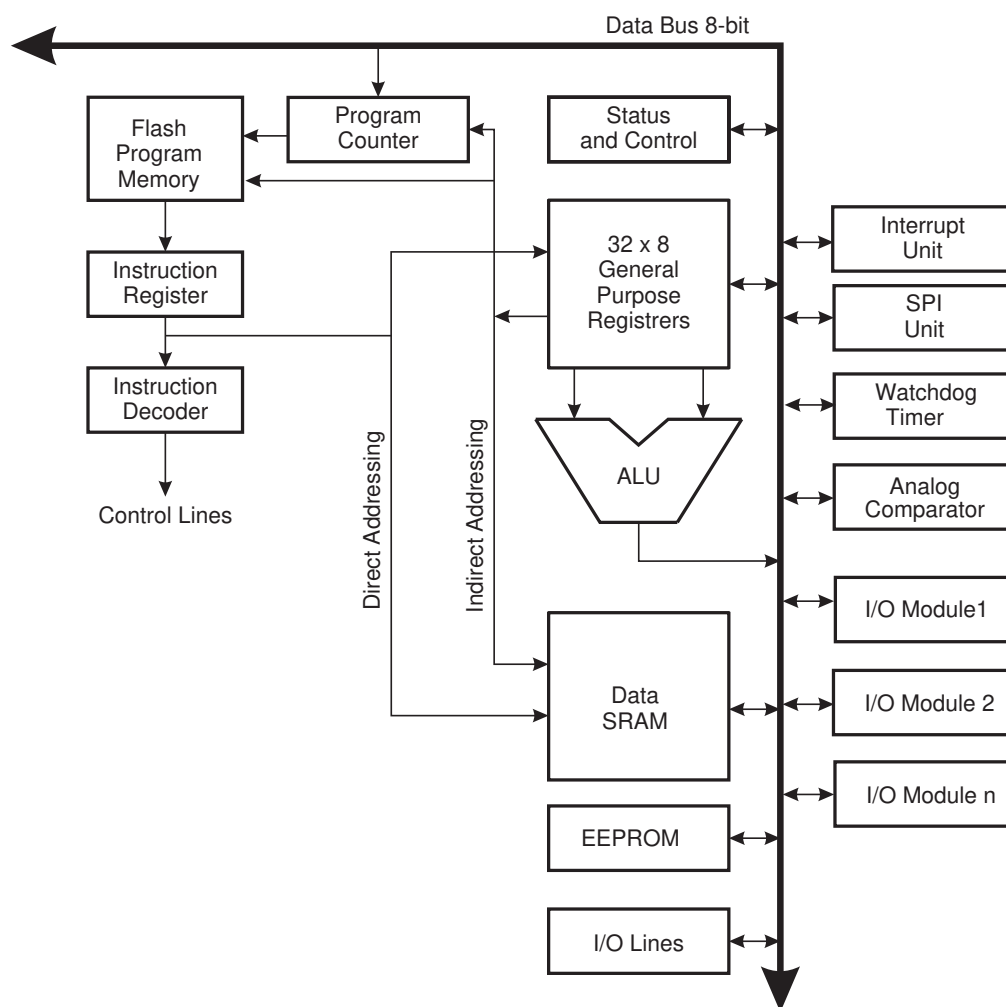 Data Bus 8-bit
Flash
Program
Memory
Program
Counter
Status
and Control
Instruction
Register
32 x 8
General
Purpose
Registrers
Interrupt
Unit
SPI
Unit
Instruction
Decoder
Watchdog
Timer
Control Lines
Direct Addressing
Indirect Addressing
ALU
Analog
Comparator
I/O Module1
Data
SRAM
I/O Module 2
I/O Module n
EEPROM
I/O Lines